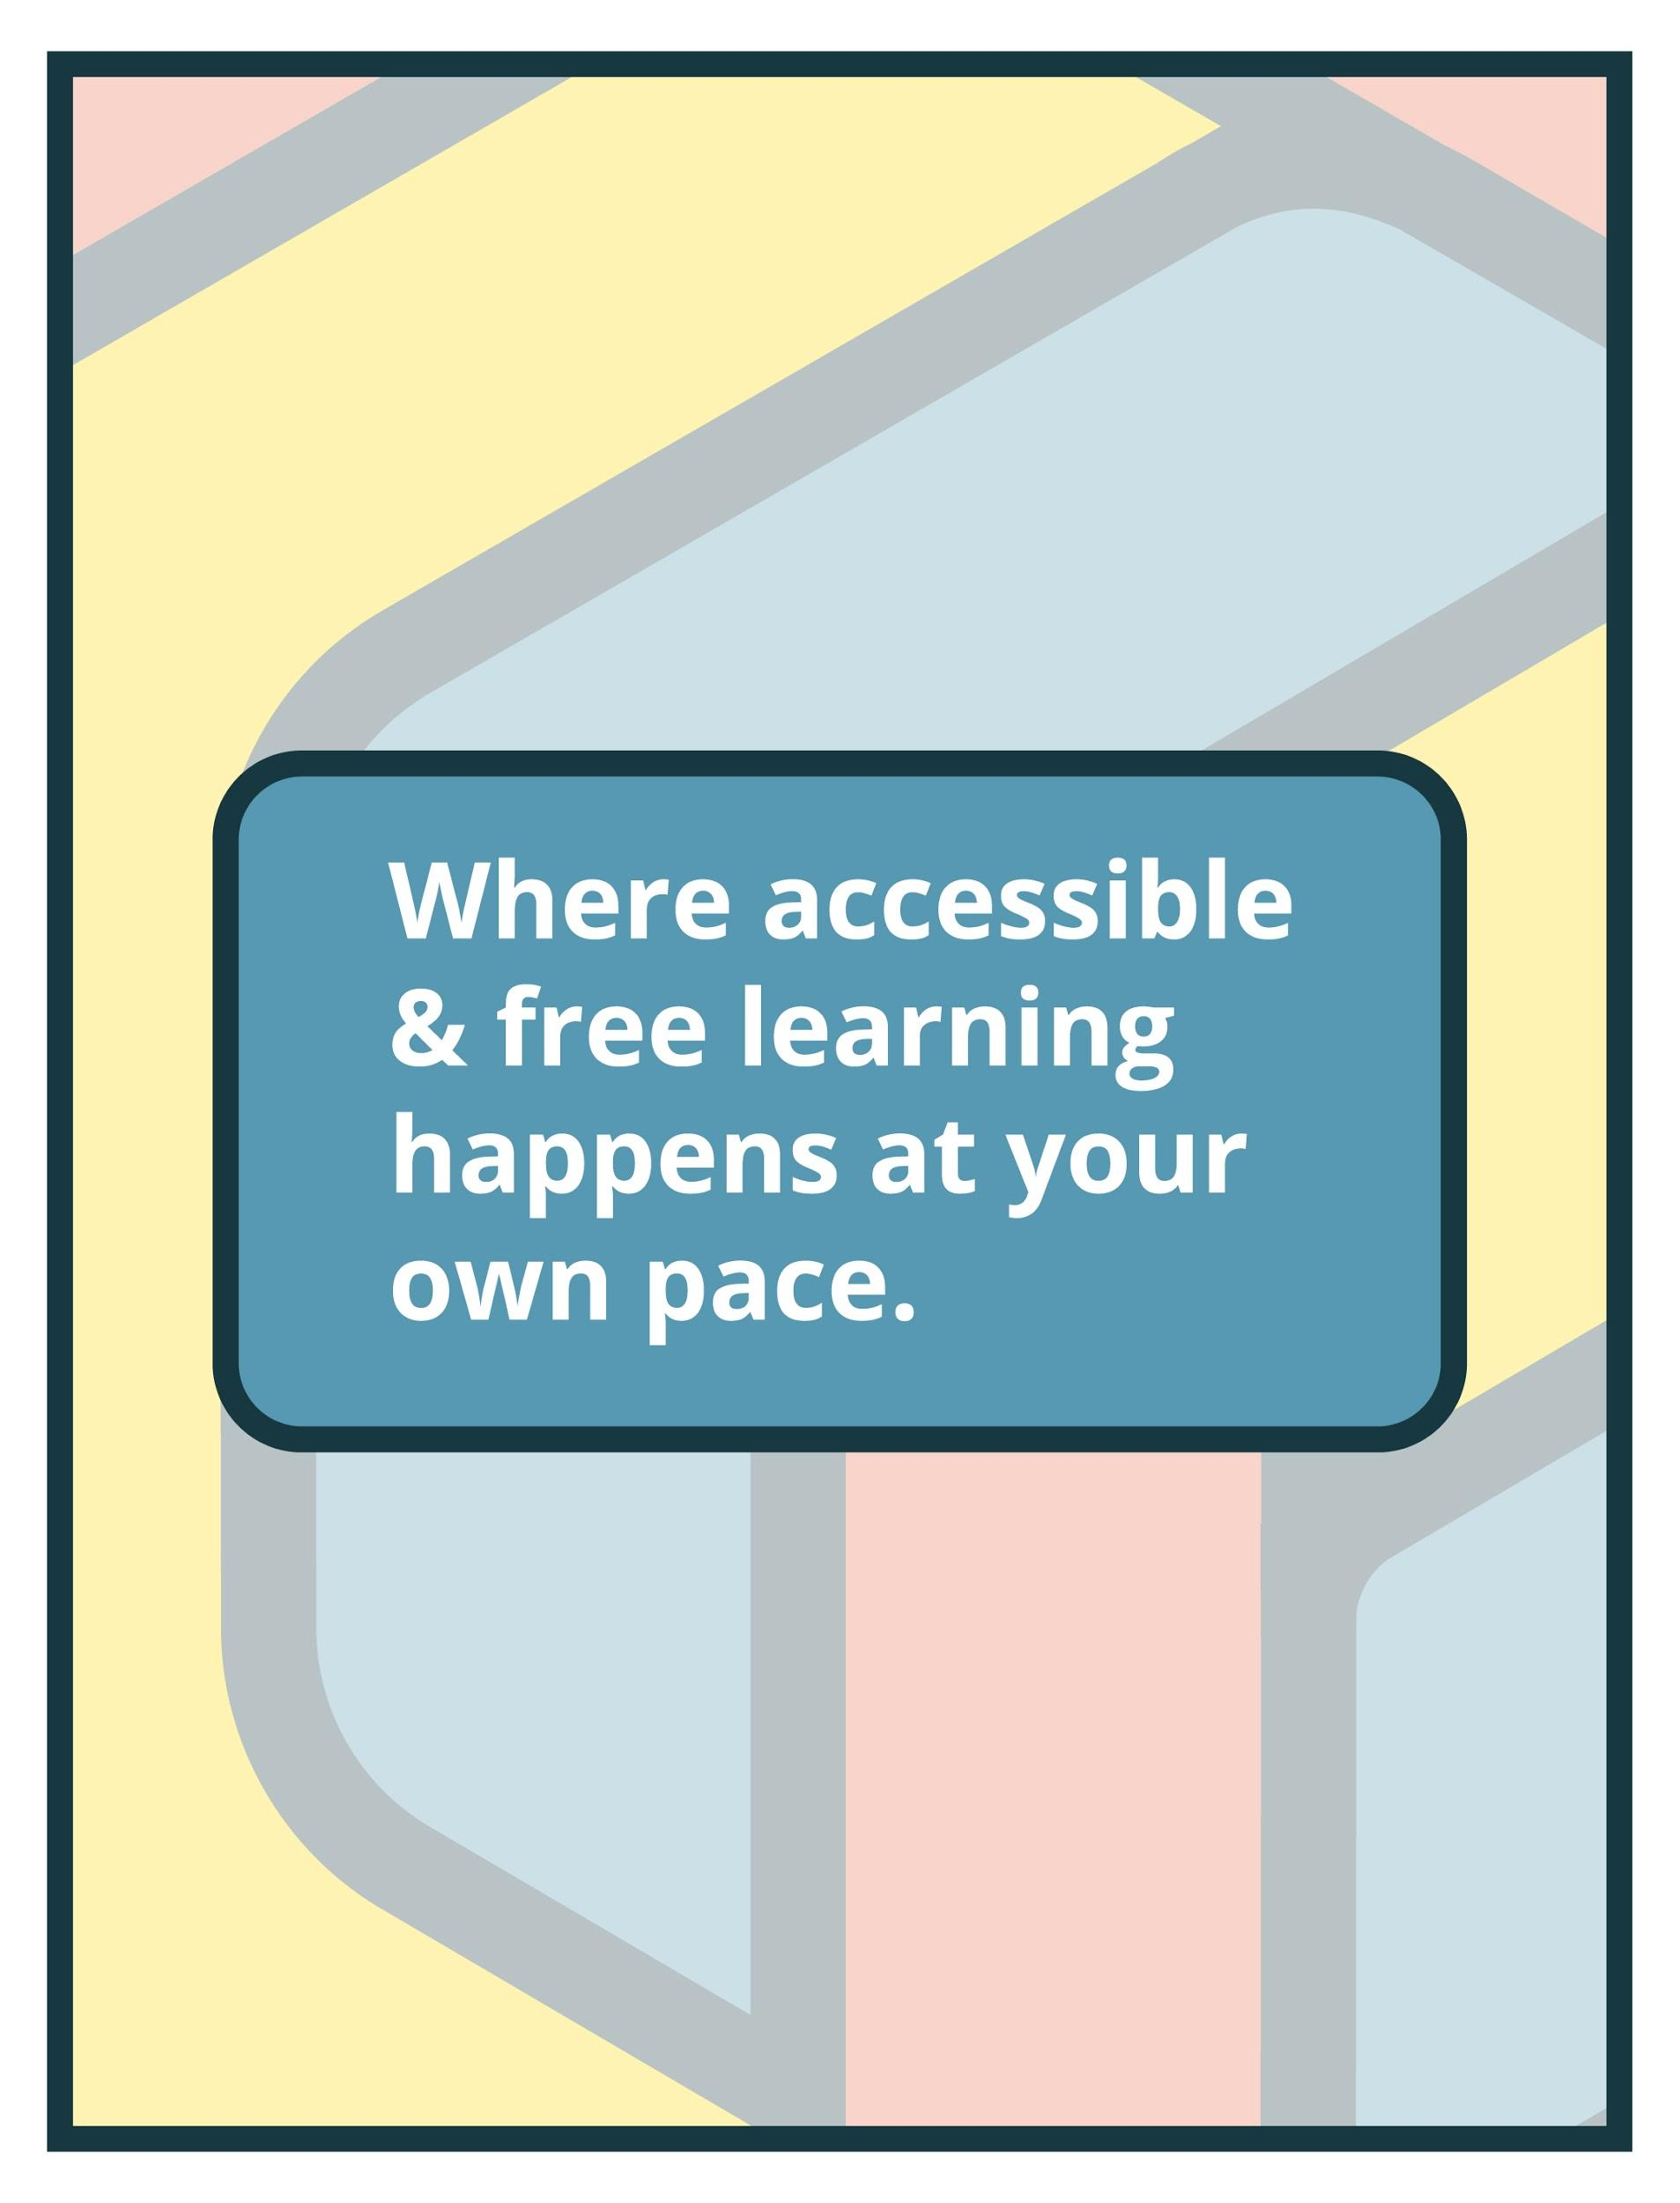 Where accessible
& free learning
happens at your
own pace.